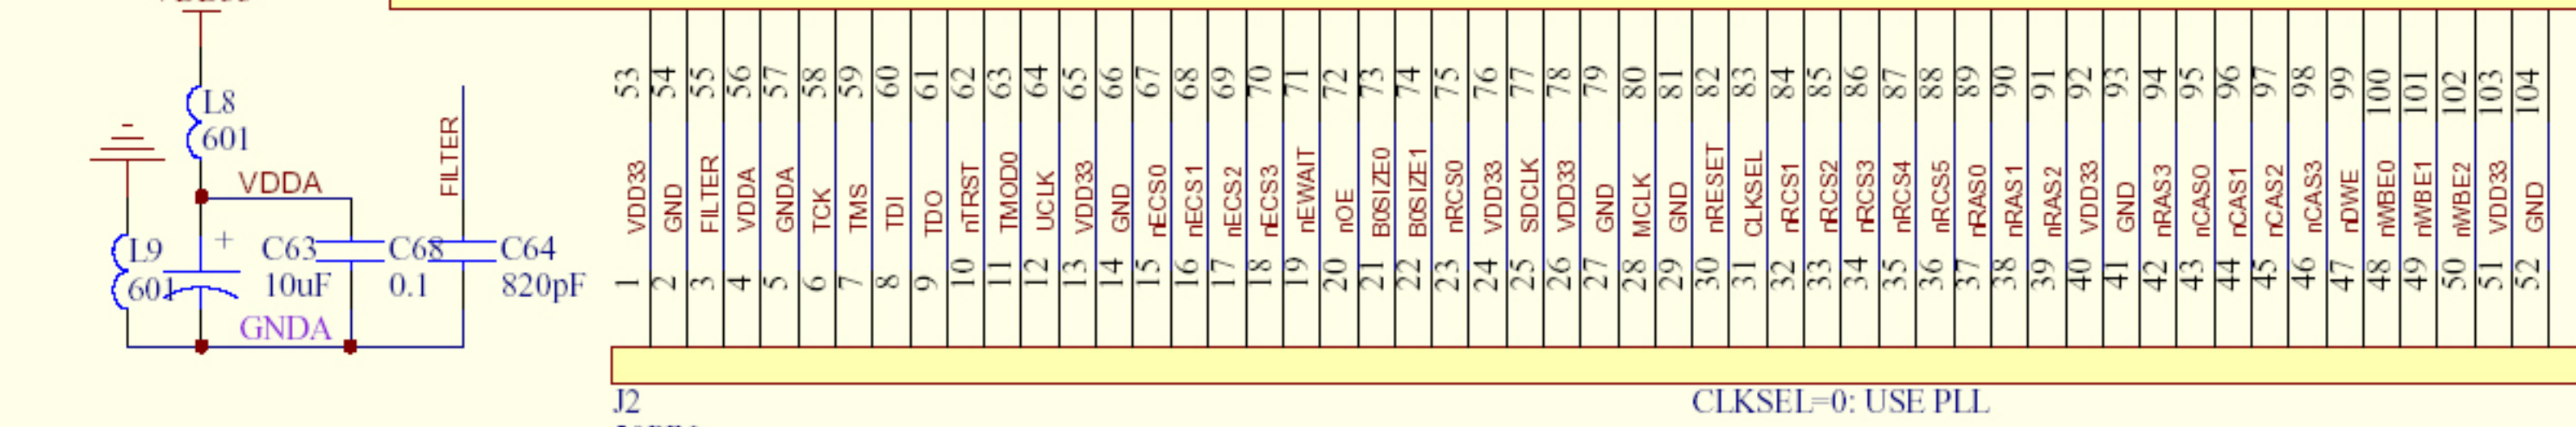 L8
601
VDDA
L9
601
+
C63
10uF
C68
0.1
GNDA
FILTER
C64
820pF
53 54 55 56 57 58 59 60 61 62 63 64 65 66 67 68 69 70 71 72 73 74 75 76 77 78 79 80 81 82 83 84 85 86 87 88 89 90 91 92 93 94 95 96 97 98 99 100 101 102 103 104
VDD33 GND FILTER VDDA GNDA TCK TMS TDI TDO nTRST TMOD0 UCLK VDD33 GND nECS0 nECS1 nECS2 nECS3 nEWAIT nOE B0SIZE0 B0SIZE1 nRCS0 VDD33 SDCLK VDD33 GND MCLK GND nRESET CLKSEL nRCS1 nRCS2 nRCS3 nRCS4 nRCS5 nRAS0 nRAS1 nRAS2 VDD33 GND nRAS3 nCAS0 nCAS1 nCAS2 nCAS3 nDWE nWBE0 nWBE1 nWBE2 VDD33 GND
1 2 3 4 5 6 7 8 9 10 11 12 13 14 15 16 17 18 19 20 21 22 23 24 25 26 27 28 29 30 31 32 33 34 35 36 37 38 39 40 41 42 43 44 45 46 47 48 49 50 51 52
J2
CLKSEL=0: USE PLL